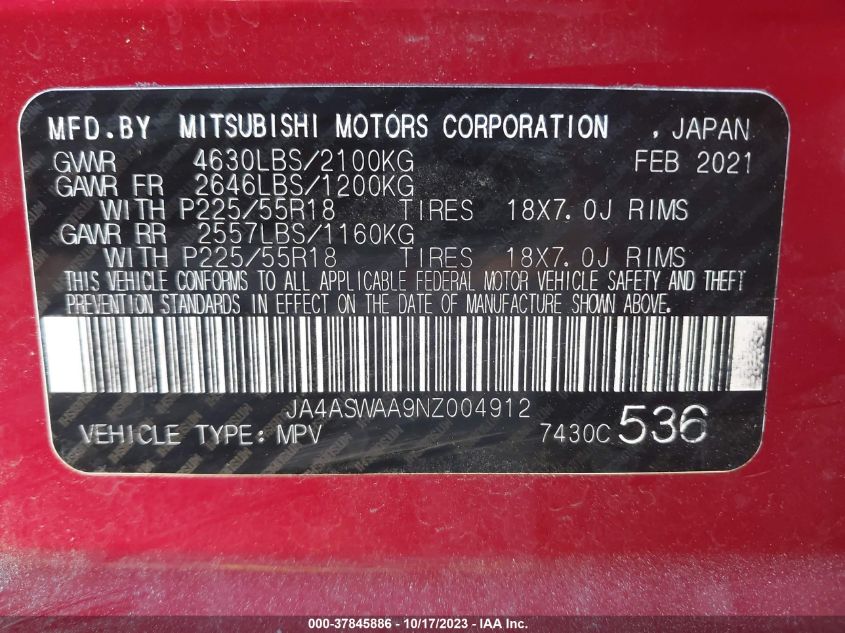 MFD.BY MITSUBISHI MOTORS CORPORATION , JAPAN
GVWR 4630LBS/2100KG FEB 2021
GAWR FR 2646LBS/1200KG
WITH P225/55R18 TIRES 18X7.0J RIMS
GAWR RR 2557LBS/1160KG
WITH P225/55R18 TIRES 18X7.0J RIMS
THIS VEHICLE CONFORMS TO ALL APPLICABLE FEDERAL MOTOR VEHICLE SAFETY AND THEFT
PREVENTION STANDARDS IN EFFECT ON THE DATE OF MANUFACTURE SHOWN ABOVE.
JA4ASWAA9NZ004912
VEHICLE TYPE: MPV 7430C 536
000-37845886 - 10/17/2023 - IAA Inc.